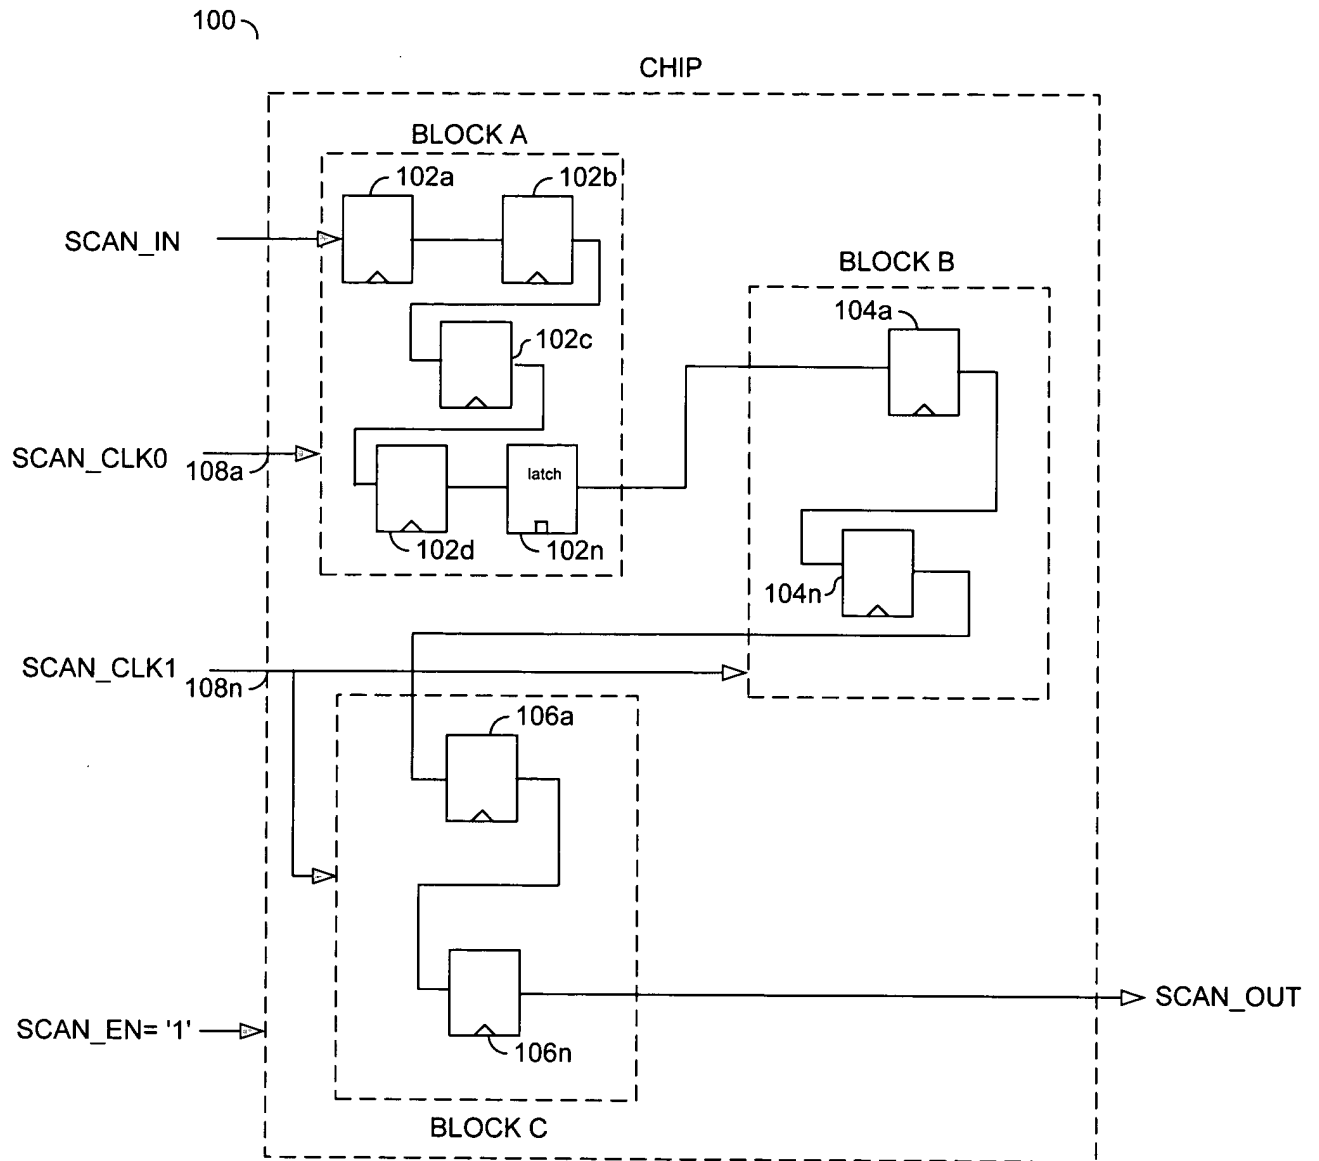 100
CHIP
BLOCK A
102a
102b
SCAN_IN
BLOCK B
104a
102c
SCAN_CLK0
108a
latch
102d
102n
104n
SCAN_CLK1
108n
106a
SCAN_OUT
SCAN_EN= '1'
106n
BLOCK C